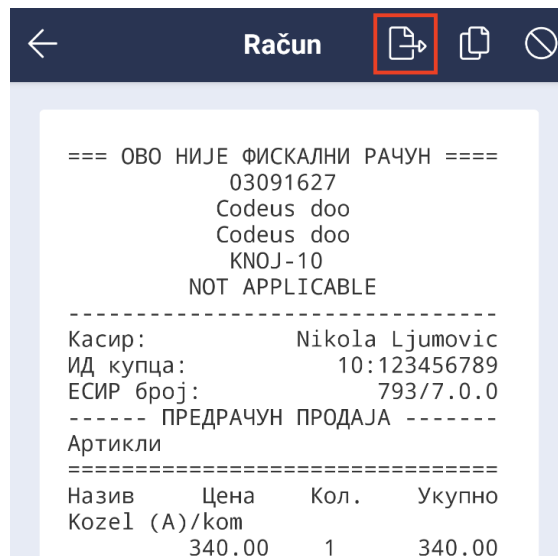 Račun
=== ОВО НИЈЕ ФИСКАЛНИ РАЧУН ====
03091627
Codeus doo
Codeus doo
KNOJ-10
NOT APPLICABLE
--------------------------------
Касир: Nikola Ljumovic
ИД купца: 10:123456789
ЕСИР број: 793/7.0.0
------ ПРЕДРАЧУН ПРОДАЈА -------
Артикли
================================
Назив Цена Кол. Укупно
Kozel (A)/kom
340.00 1 340.00